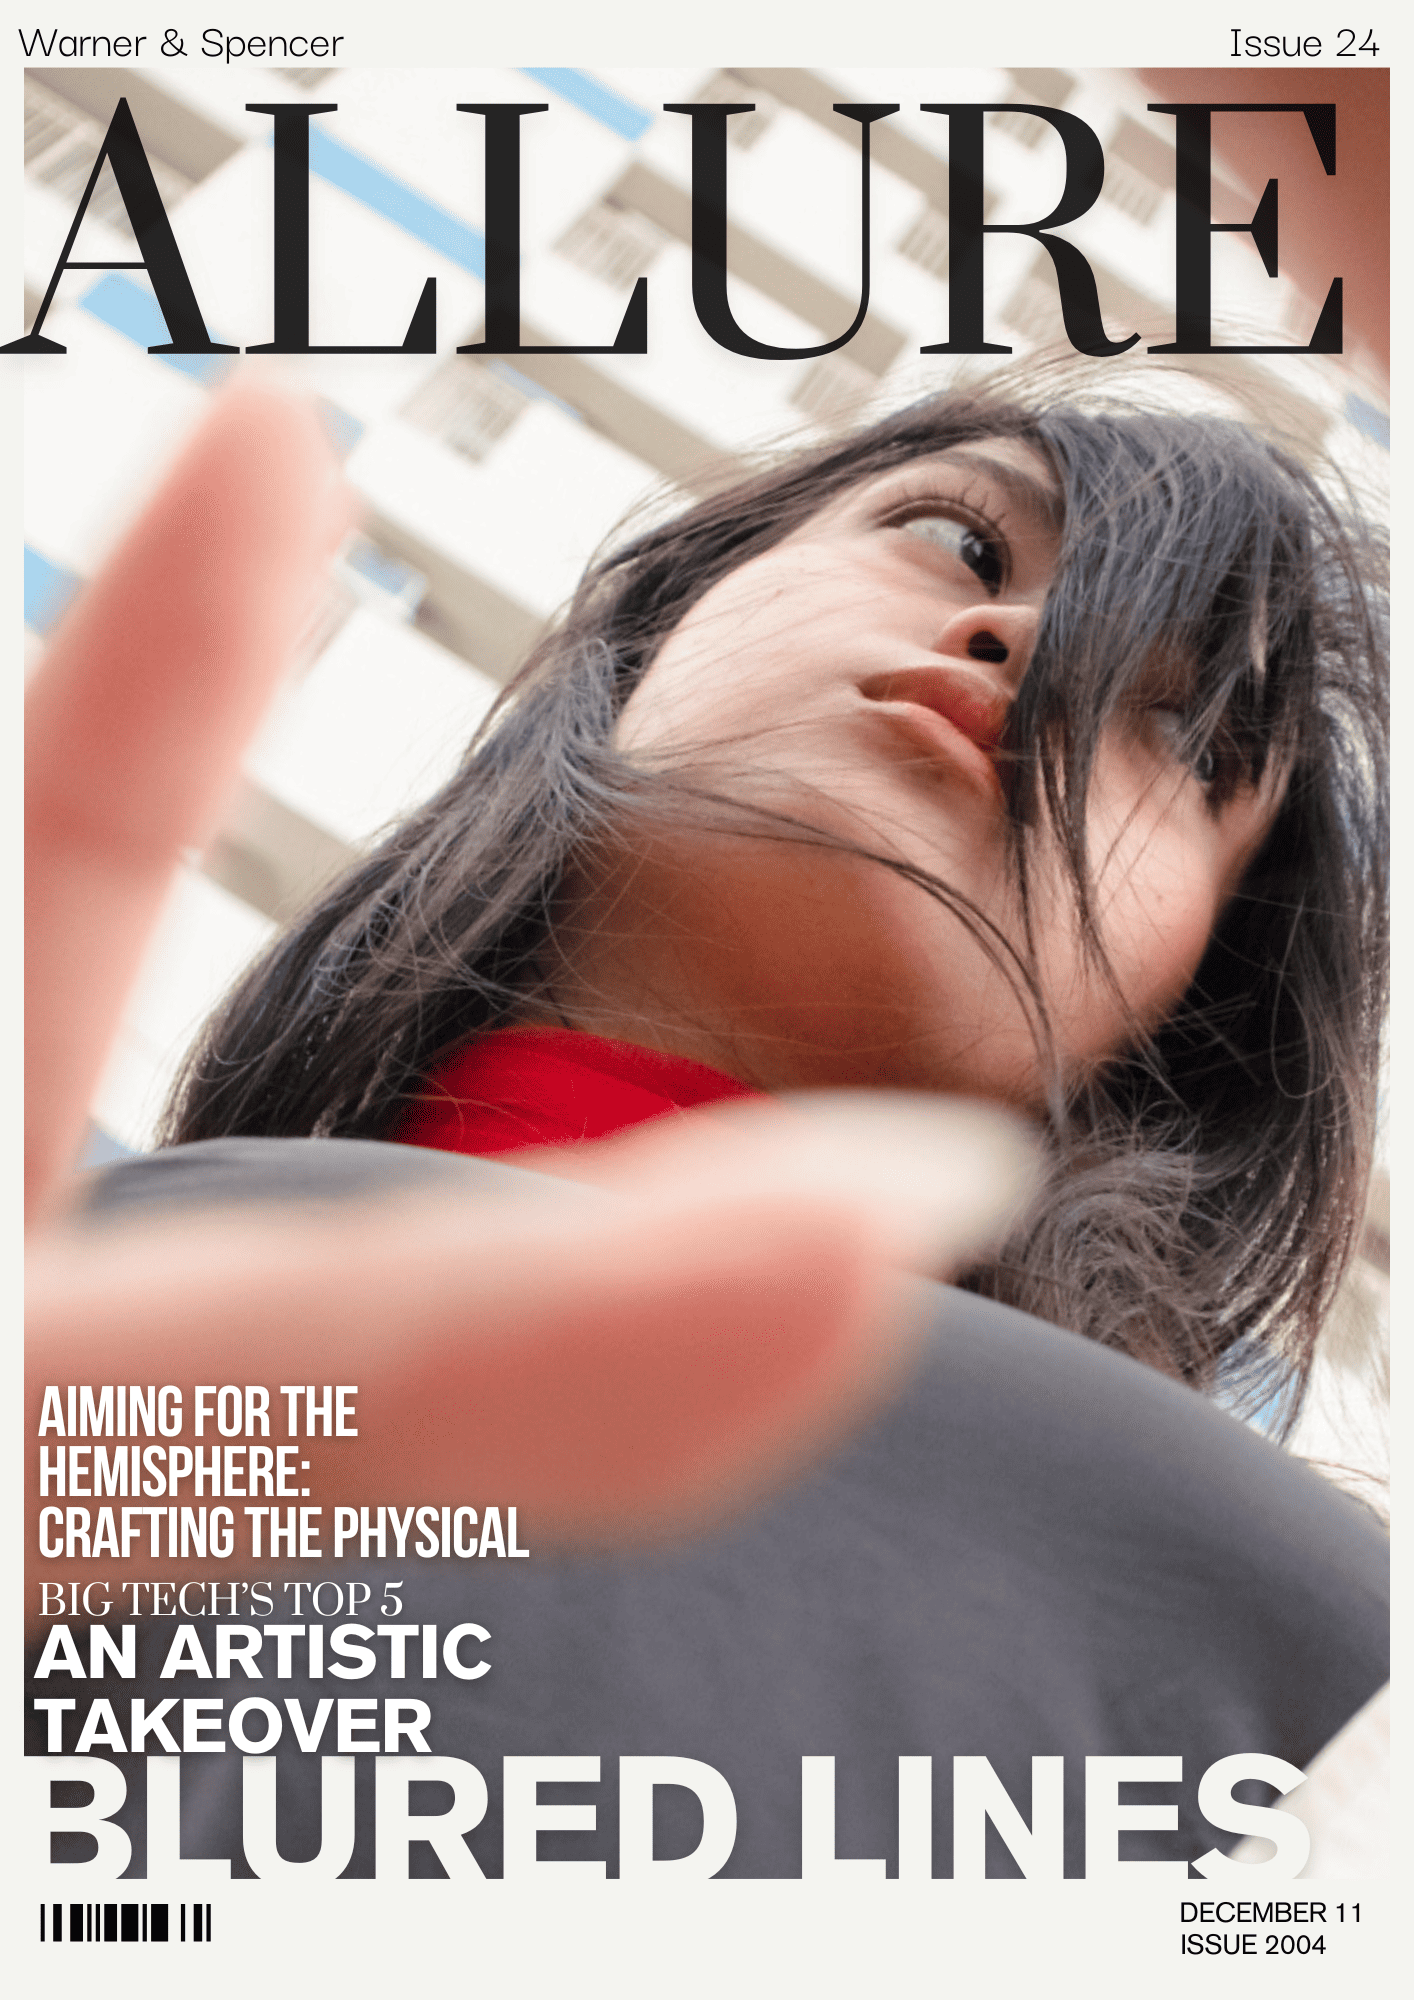 Warner & Spencer
Issue 24
ALLURE
AIMING FOR THE
HEMISPHERE:
CRAFTING THE PHYSICAL
BIG TECH'S TOP 5
AN ARTISTIC
TAKEOVER
BLURED LINES
DECEMBER 11
ISSUE 2004